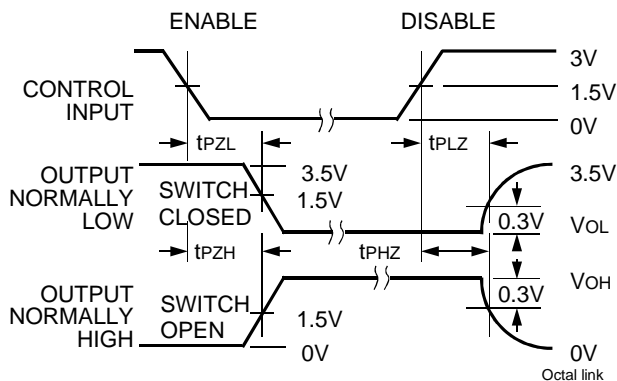 ENABLE DISABLE
3V
CONTROL
INPUT
1.5V
0V
tPZL tPLZ
OUTPUT
NORMALLY
LOW
SWITCH
CLOSED
3.5V
1.5V
3.5V
0.3V
VOL
tPZH tPHZ
OUTPUT
NORMALLY
HIGH
SWITCH
OPEN
1.5V
0V
VOH
0.3V
0V
Octal link